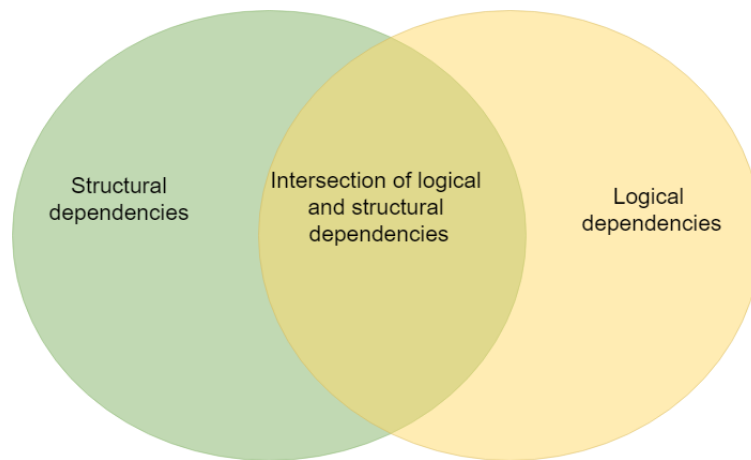 Structural
dependencies
Intersection of logical
and structural
dependencies
Logical
dependencies